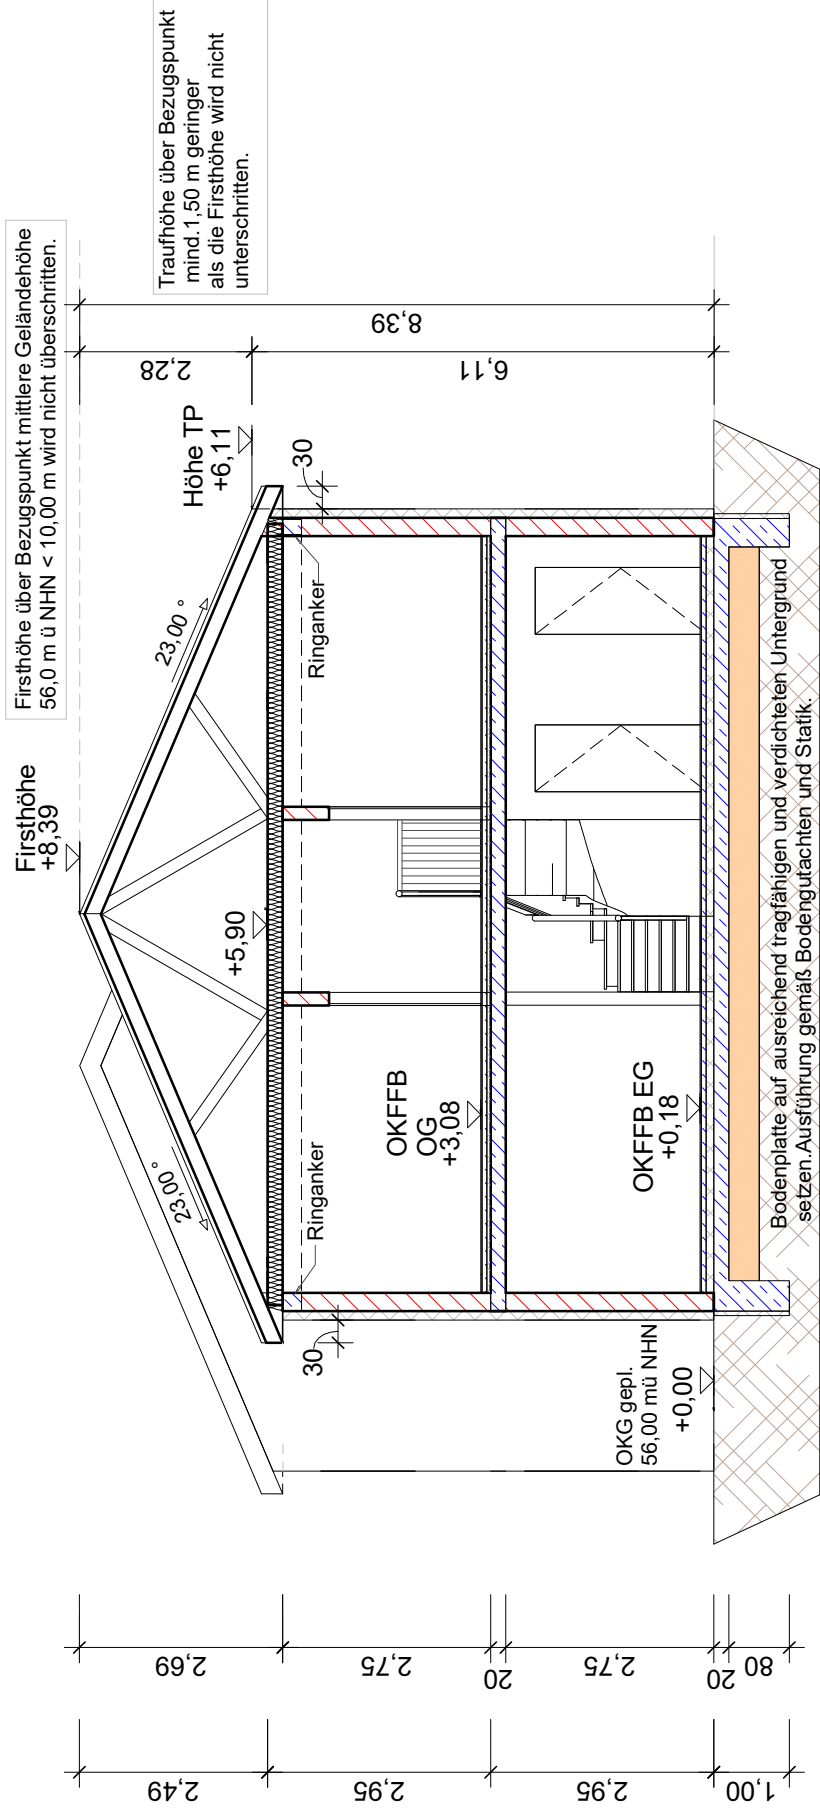 Firsthöhe über Bezugspunkt mittlere Geländehöhe
56,0 m ü NHN < 10,00 m wird nicht überschritten.
Traufhöhe über Bezugspunkt
mind.1,50 m geringer
als die Firsthöhe wird nicht
unterschritten.
Firsthöhe
+8,39
Höhe TP
+6,11
23,00 °
23,00 °
30
30
2,28
6,11
8,39
+5,90
Ringanker
Ringanker
OKFFB
OG
+3,08
OKFFB EG
+0,18
OKG gepl.
56,00 mü NHN
+0,00
Bodenplatte auf ausreichend tragfähigen und verdichteten Untergrund
setzen.Ausführung gemäß Bodengutachten und Statik.
2,69
2,75
20
2,75
20
80
2,49
2,95
2,95
1,00